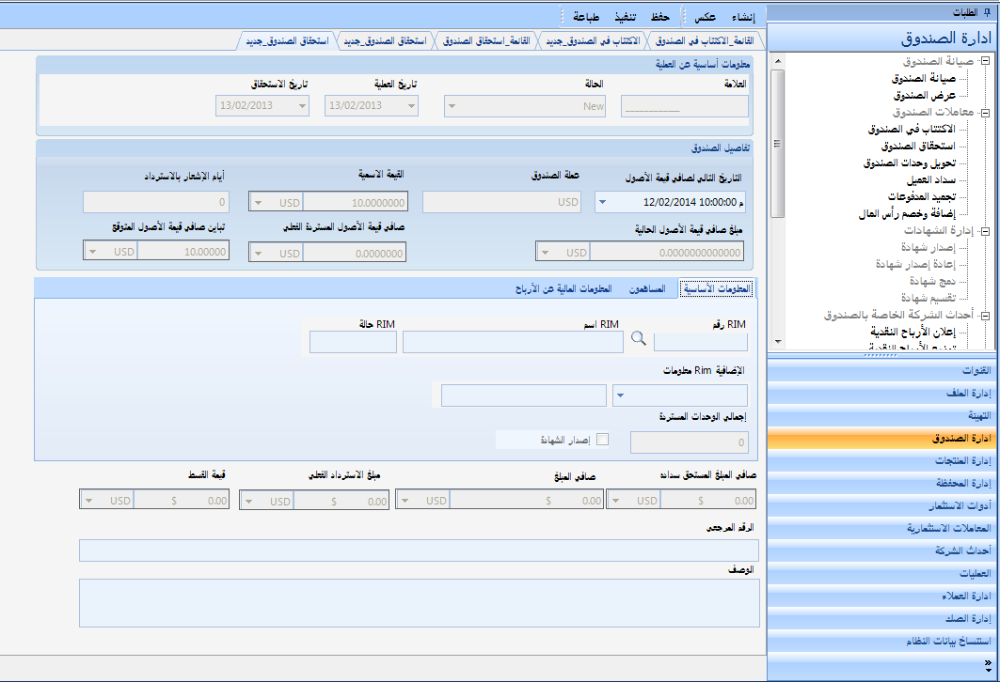 الطلبات
ادارة الصندوق
صيانة الصندوق
صيانة الصندوق
عرض الصندوق
معاملات الصندوق
الاكتتاب في الصندوق
استحقاق الصندوق
تحويل وحدات الصندوق
سداد العميل
تجميد المدفوعات
إضافة وخصم رأس المال
إدارة الشهادات
إصدار شهادة
إعادة إصدار شهادة
دمج شهادة
تقسيم شهادة
أحداث الشركة الخاصة بالصندوق
إعلان الأرباح النقدية
توزيع الأرباح النقدية
القنوات
إدارة الملف
التهيئة
ادارة الصندوق
إدارة المنتجات
إدارة المحفظة
أدوات الاستثمار
المعاملات الاستثمارية
أحداث الشركة
العمليات
ادارة العملاء
إدارة الصك
استنساخ بيانات النظام
إنشاء عكس حفظ تنفيذ طباعة
القائمة_الاكتتاب في الصندوق الاكتتاب في الصندوق_جديد القائمة_استحقاق الصندوق استحقاق الصندوق_جديد استحقاق الصندوق_جديد
معلومات أساسية عن العملية
العلامة الحالة تاريخ العملية تاريخ الاستحقاق
___________ New 13/02/2013 13/02/2013
تفاصيل الصندوق
التاريخ التالي لصافي قيمة الأصول عملة الصندوق القيمة الاسمية أيام الإشعار بالاسترداد
12/02/2014 10:00:00 م USD 10.0000000 USD 0
مبلغ صافي قيمة الأصول الحالية صافي قيمة الأصول المستردة الفعلي تباين صافي قيمة الأصول المتوقع
0.0000000000000 USD 0.0000000 USD 10.00000 USD
المعلومات الأساسية المساهمون المعلومات المالية عن الأرباح
RIM رقم RIM اسم RIM حالة
الإضافية Rim معلومات
إجمالي الوحدات المستردة
0 إصدار الشهادة
صافي المبلغ المستحق سداده صافي المبلغ مبلغ الاسترداد الفعلي قيمة القسط
0.00 $ USD 0.00 $ USD 0.00 $ USD 0.00 $ USD
الرقم المرجعي
الوصف